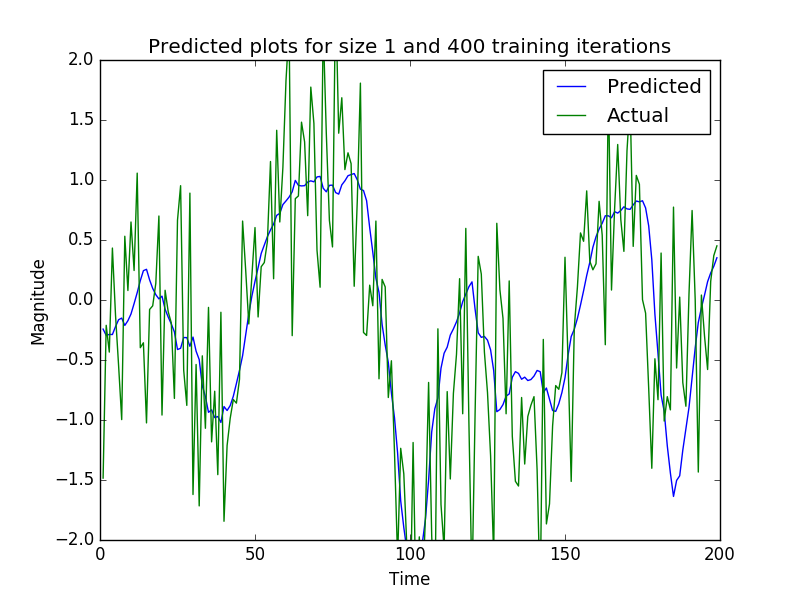 Predicted plots for size 1 and 400 training iterations
2.0
1.5
1.0
0.5
0.0
−0.5
−1.0
−1.5
−2.0
Magnitude
Predicted
Actual
0
50
100
150
200
Time